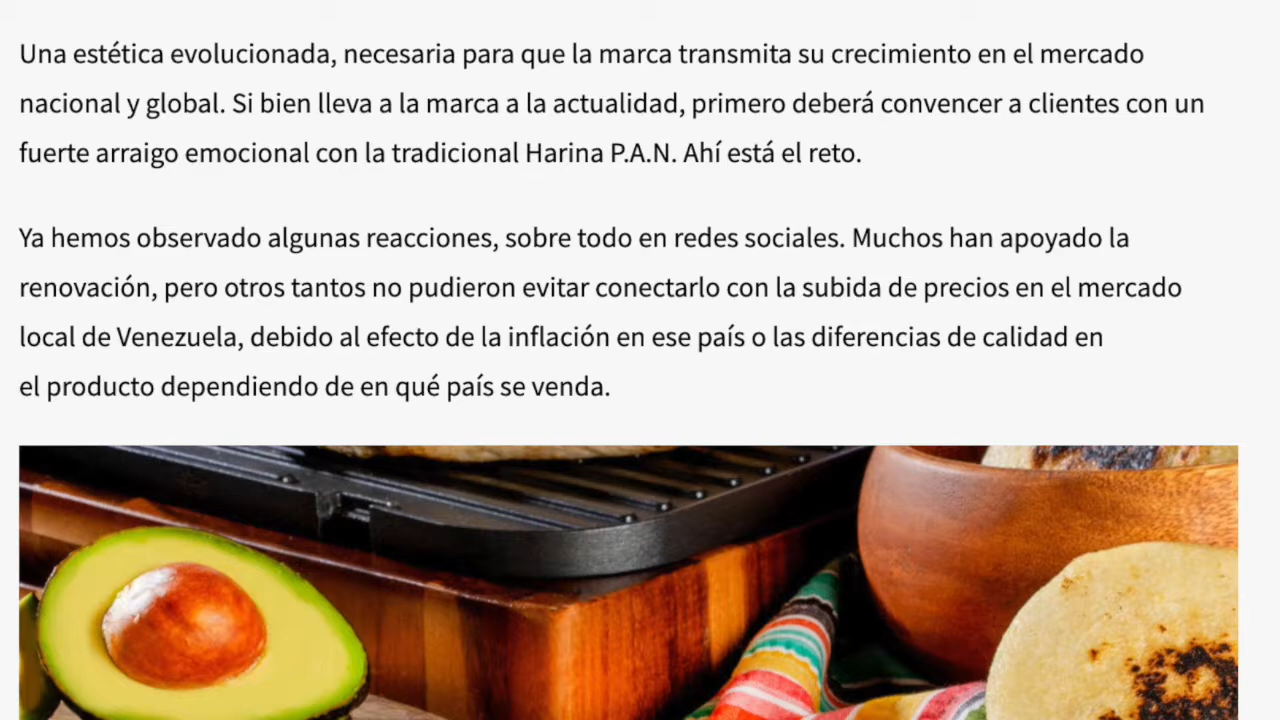 Una estética evolucionada, necesaria para que la marca transmita su crecimiento en el mercado
nacional y global. Si bien lleva a la marca a la actualidad, primero deberá convencer a clientes con un
fuerte arraigo emocional con la tradicional Harina P.A.N. Ahí está el reto.
Ya hemos observado algunas reacciones, sobre todo en redes sociales. Muchos han apoyado la
renovación, pero otros tantos no pudieron evitar conectarlo con la subida de precios en el mercado
local de Venezuela, debido al efecto de la inflación en ese país o las diferencias de calidad en
el producto dependiendo de en qué país se venda.